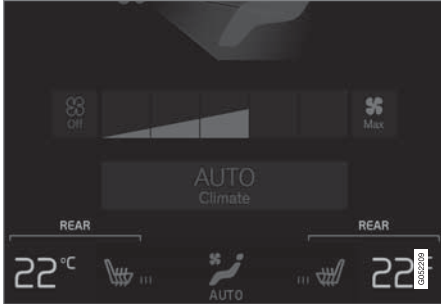 Off
Max
AUTO
Climate
REAR
REAR
22°C
22
AUTO
G052209